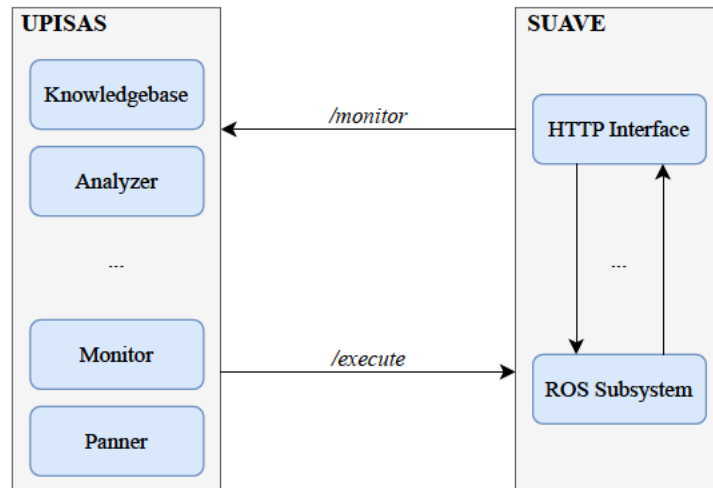 UPISAS
Knowledgebase
Analyzer
...
Monitor
Panner
/monitor
/execute
SUAVE
HTTP Interface
...
ROS Subsystem